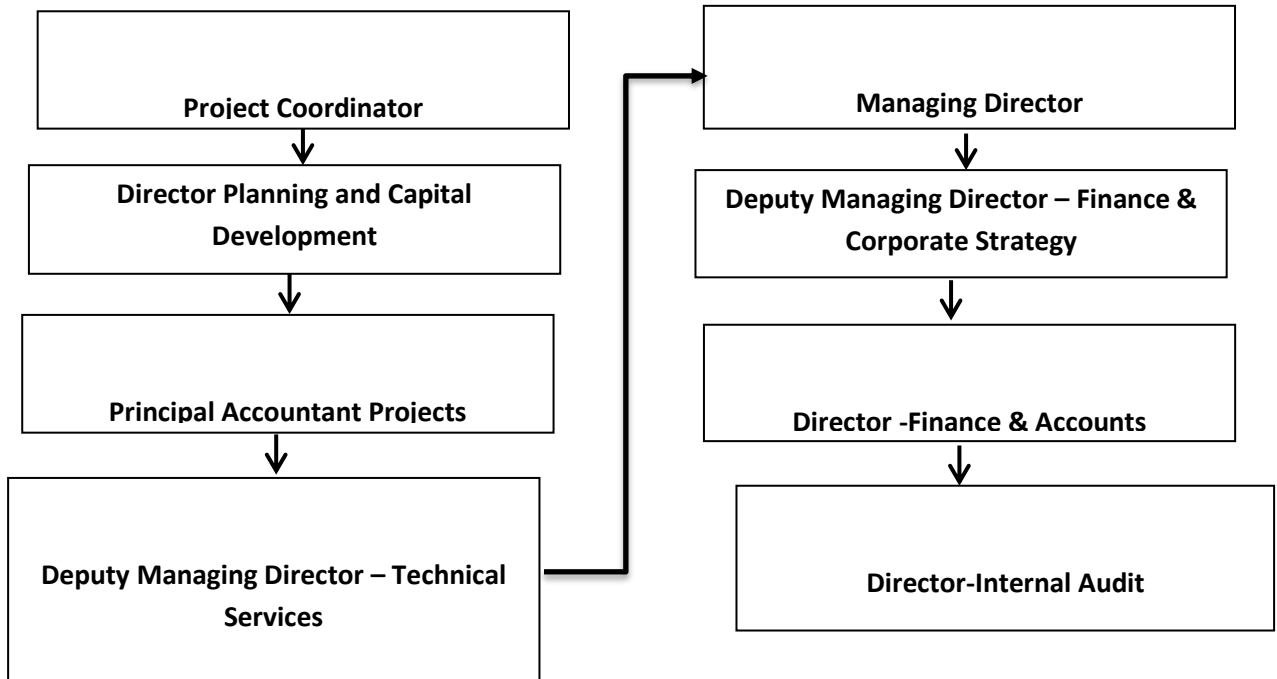 Project Coordinator
Director Planning and Capital
Development
Principal Accountant Projects
Deputy Managing Director – Technical
Services
Managing Director
Deputy Managing Director – Finance &
Corporate Strategy
Director -Finance & Accounts
Director-Internal Audit